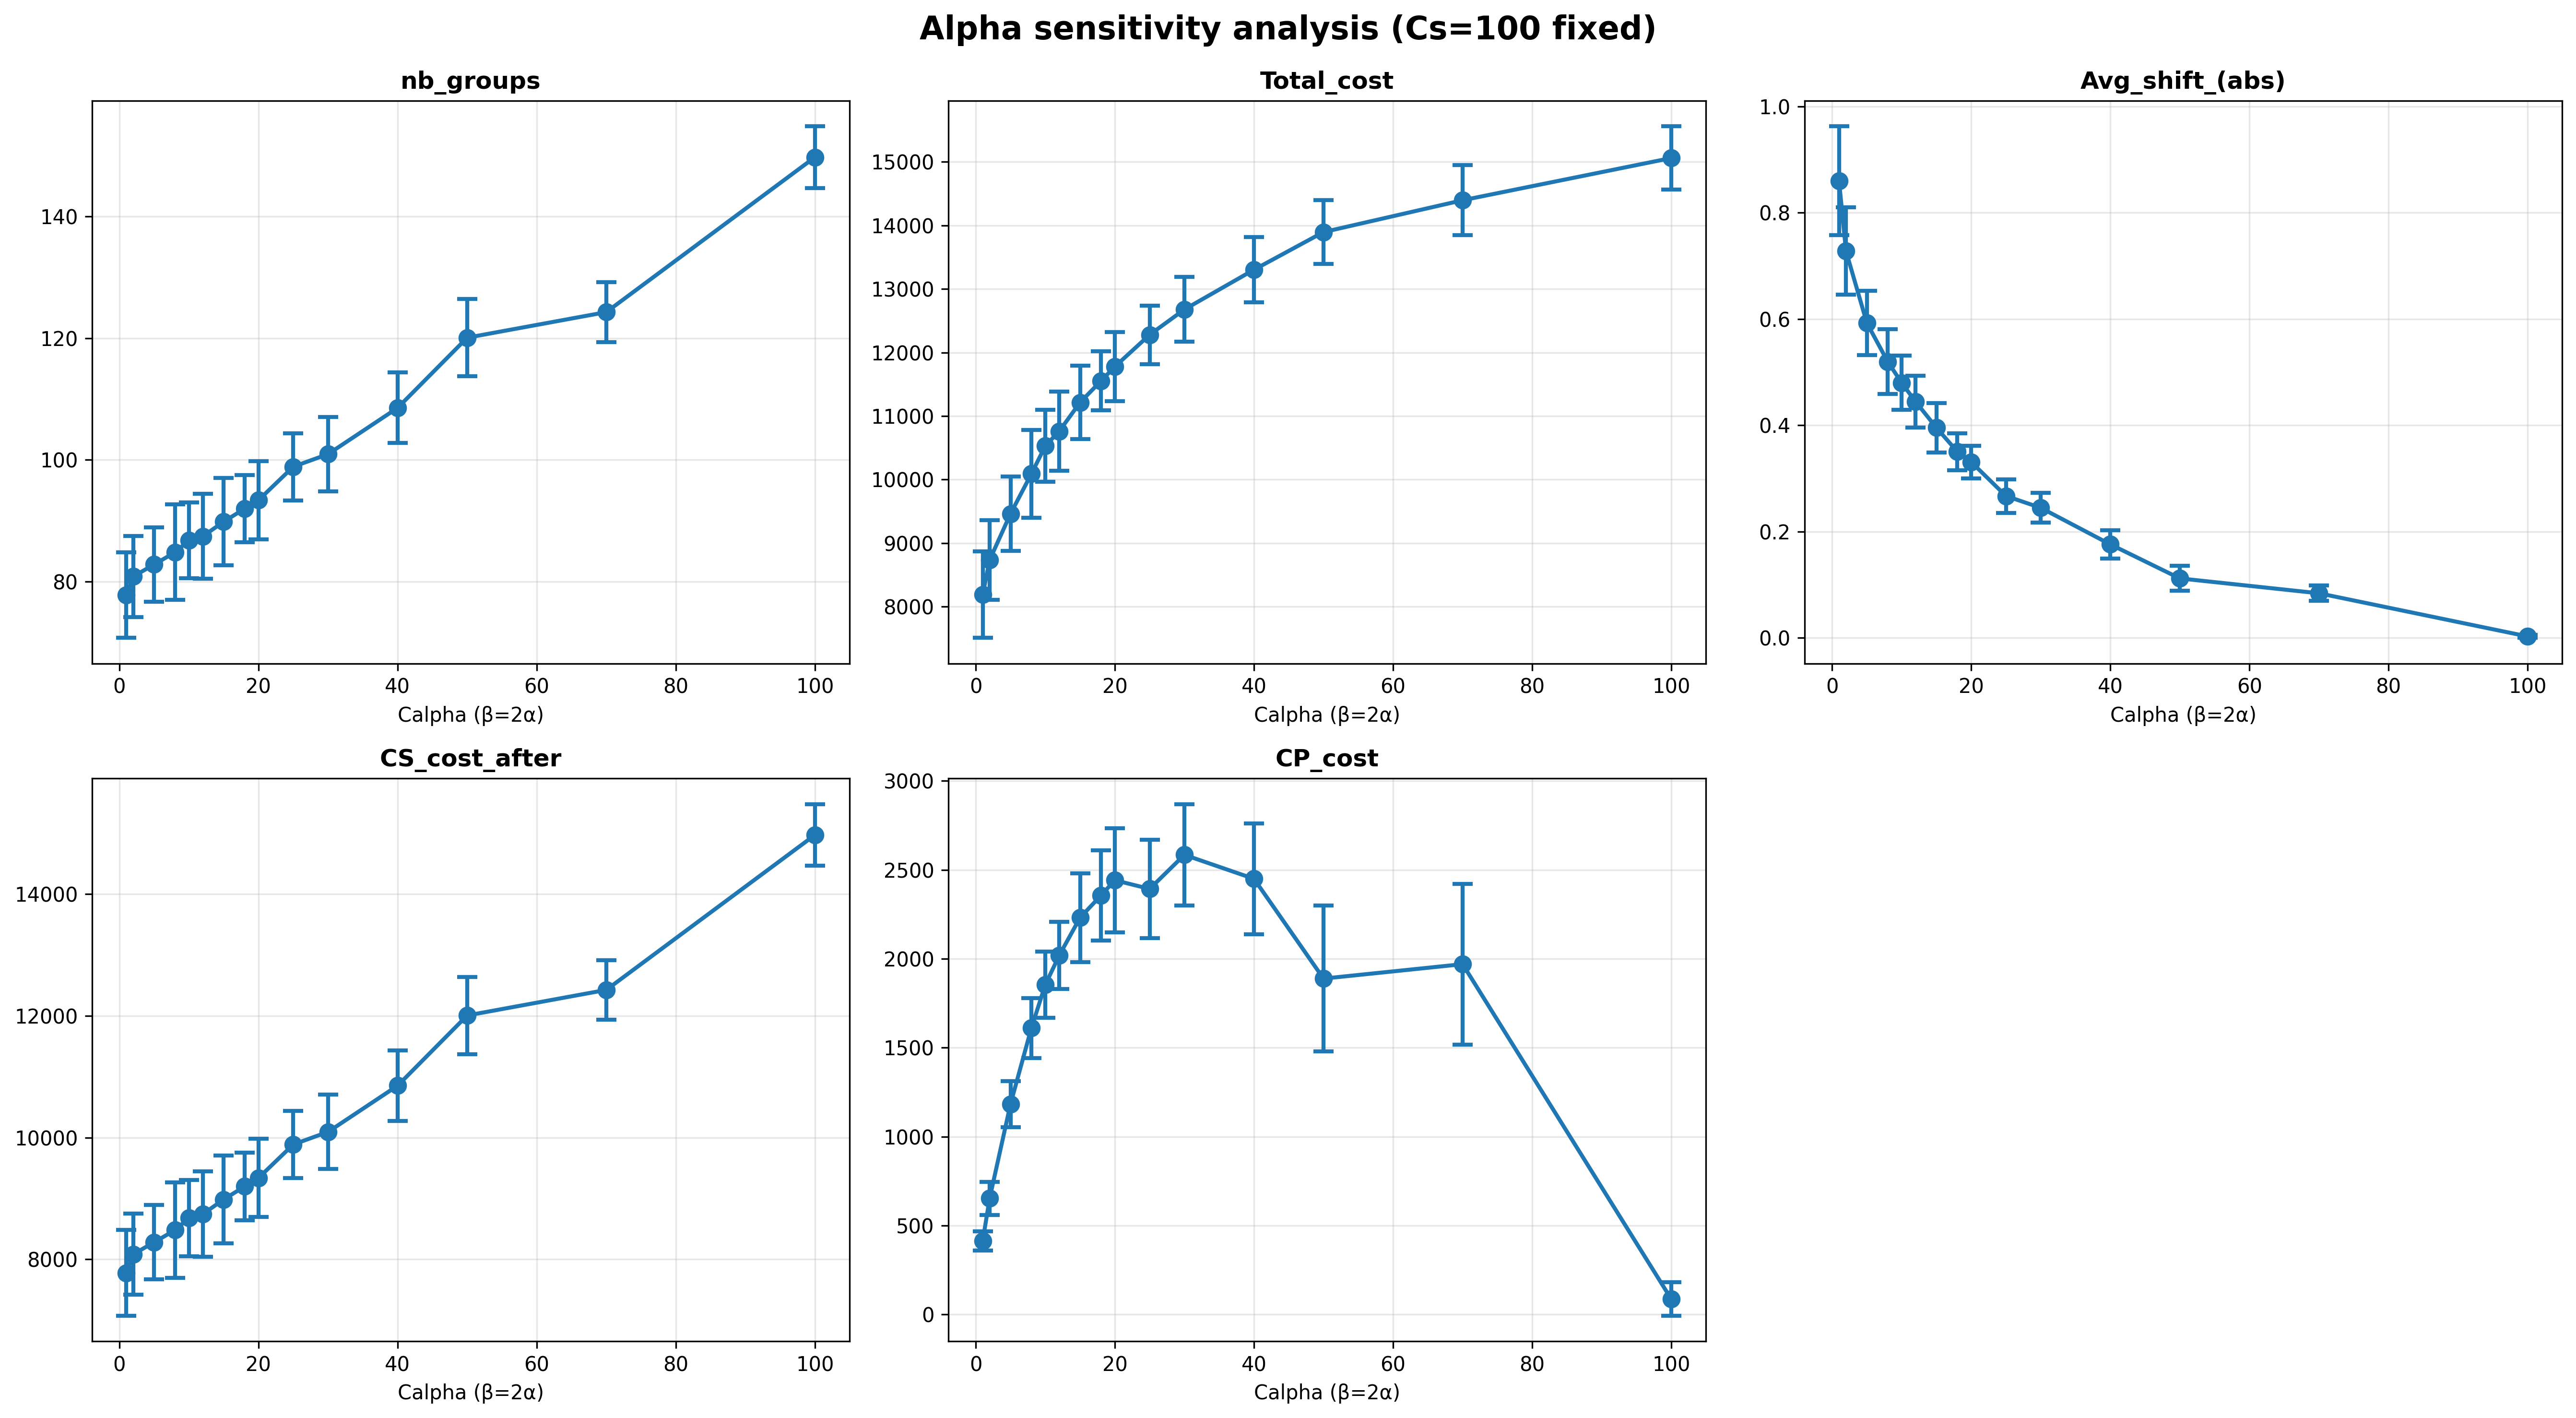 Alpha sensitivity analysis (Cs=100 fixed)
nb_groups
140
120
100
80
0 20 40 60 80 100
Calpha (β=2α)
Total_cost
15000
14000
13000
12000
11000
10000
9000
8000
0 20 40 60 80 100
Calpha (β=2α)
Avg_shift_(abs)
1.0
0.8
0.6
0.4
0.2
0.0
0 20 40 60 80 100
Calpha (β=2α)
CS_cost_after
14000
12000
10000
8000
0 20 40 60 80 100
Calpha (β=2α)
CP_cost
3000
2500
2000
1500
1000
500
0
0 20 40 60 80 100
Calpha (β=2α)